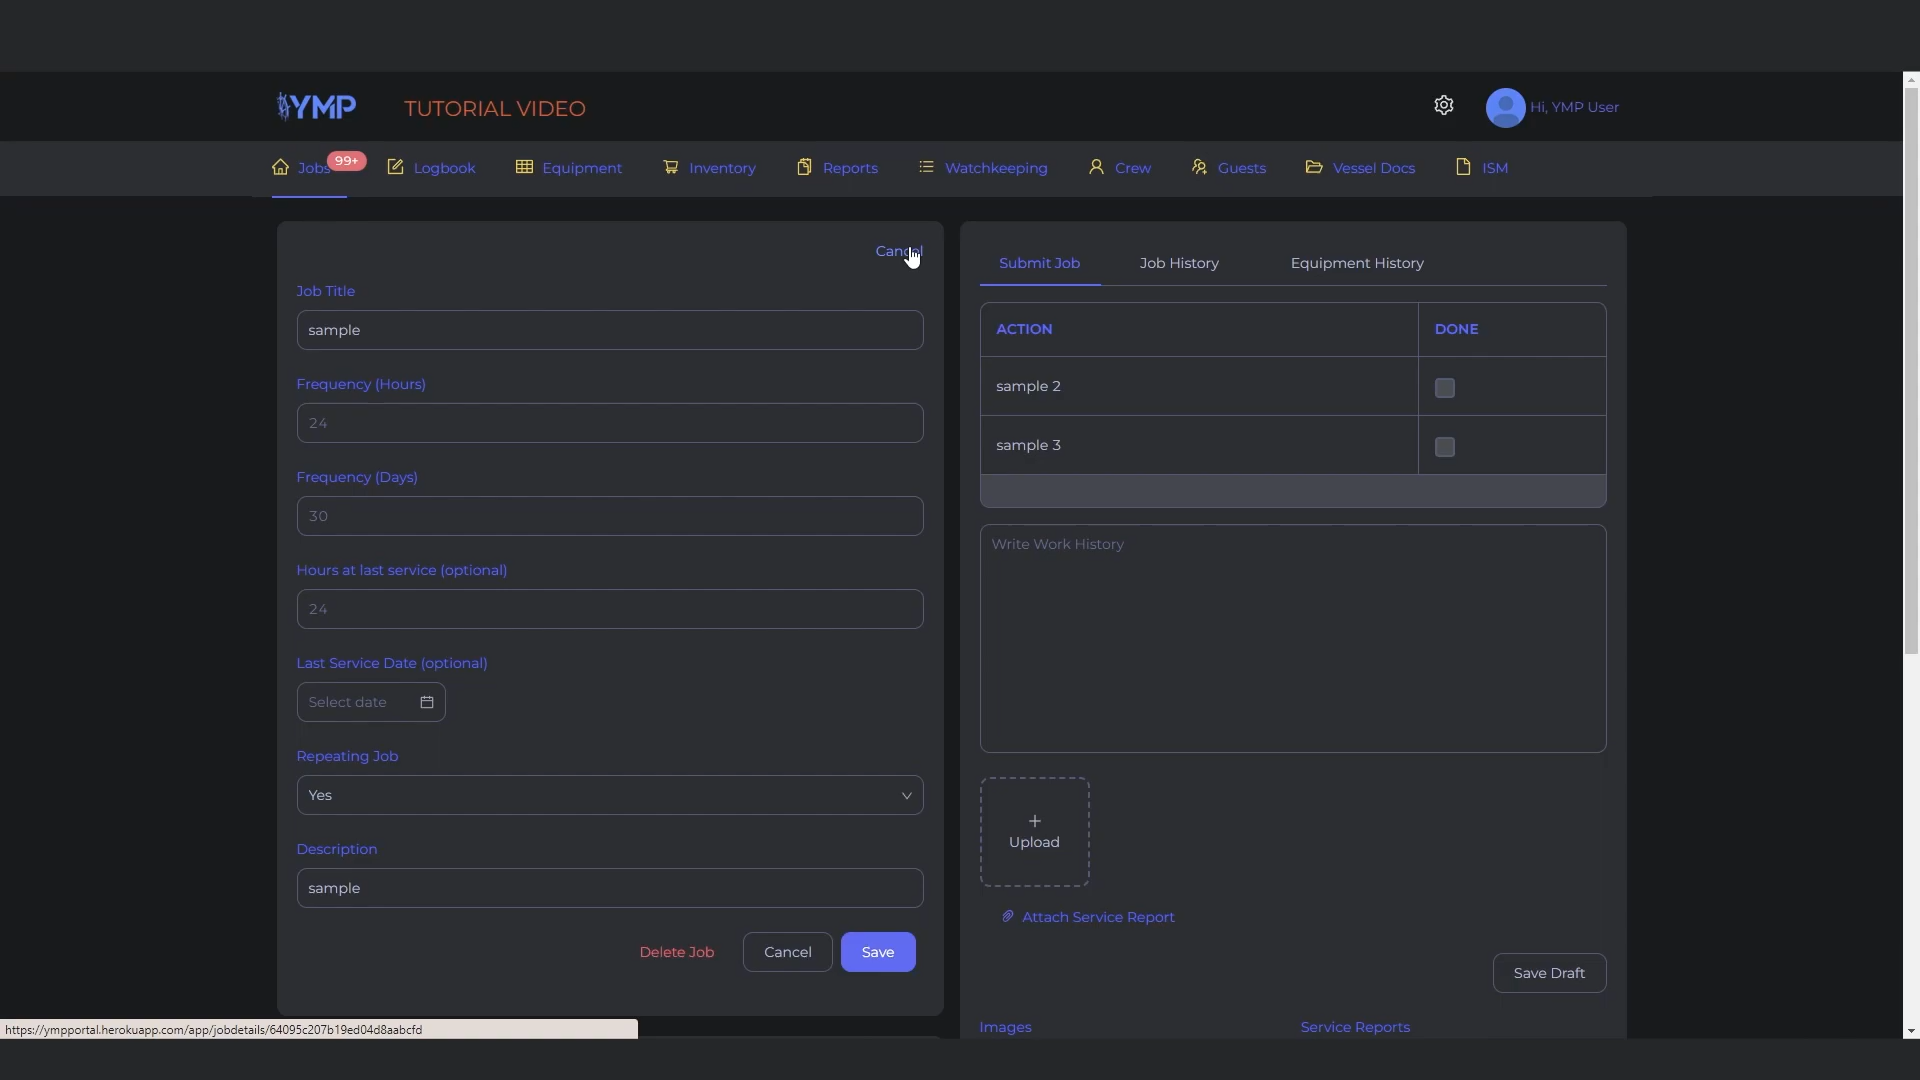 YMP
TUTORIAL VIDEO
Hi, YMP User
Jobs
99+
Logbook
Equipment
Inventory
Reports
Watchkeeping
Crew
Guests
Vessel Docs
ISM
Cancel
Job Title
sample
Frequency (Hours)
24
Frequency (Days)
30
Hours at last service (optional)
24
Last Service Date (optional)
Select date
Repeating Job
Yes
Description
sample
Delete Job
Cancel
Save
Submit Job
Job History
Equipment History
ACTION
DONE
sample 2
sample 3
Write Work History
+
Upload
Attach Service Report
Save Draft
Images
Service Reports
https://ympportal.herokuapp.com/app/jobdetails/64095c207b19ed04d8aabcfd